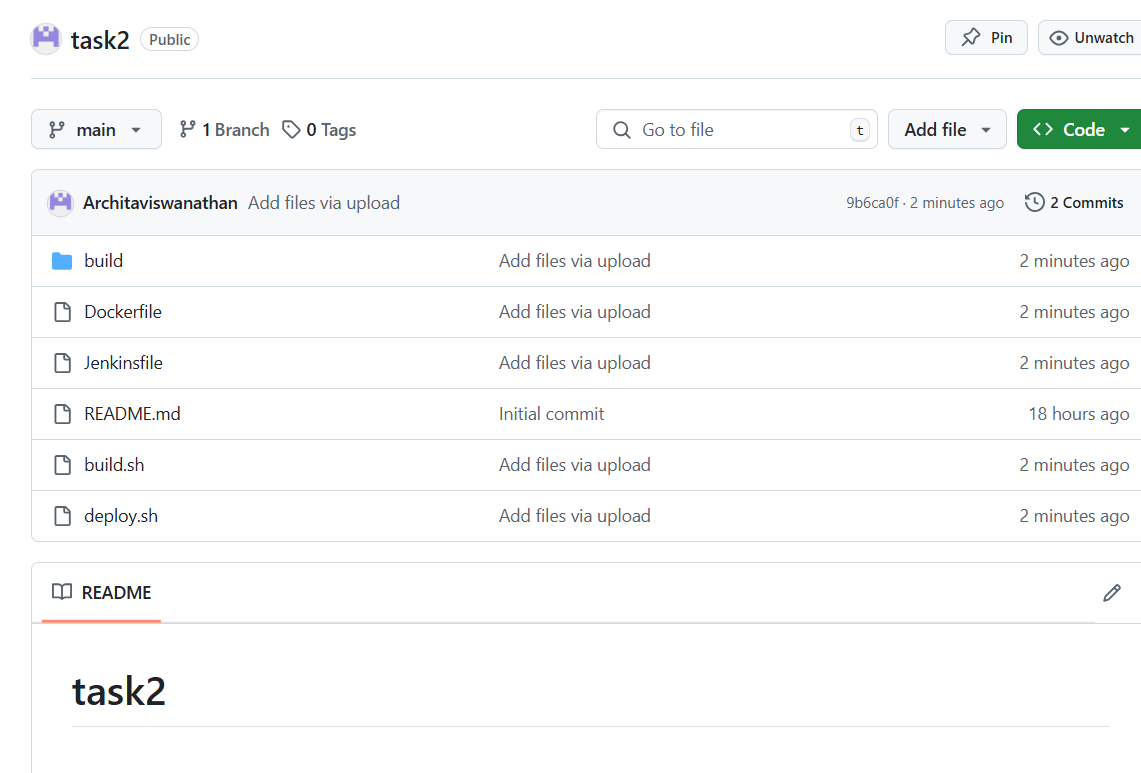 task2 Public Pin Unwatch
main 1 Branch 0 Tags Go to file t Add file Code
Architaviswanathan Add files via upload 9b6ca0f · 2 minutes ago 2 Commits
build Add files via upload 2 minutes ago
Dockerfile Add files via upload 2 minutes ago
Jenkinsfile Add files via upload 2 minutes ago
README.md Initial commit 18 hours ago
build.sh Add files via upload 2 minutes ago
deploy.sh Add files via upload 2 minutes ago
README
task2